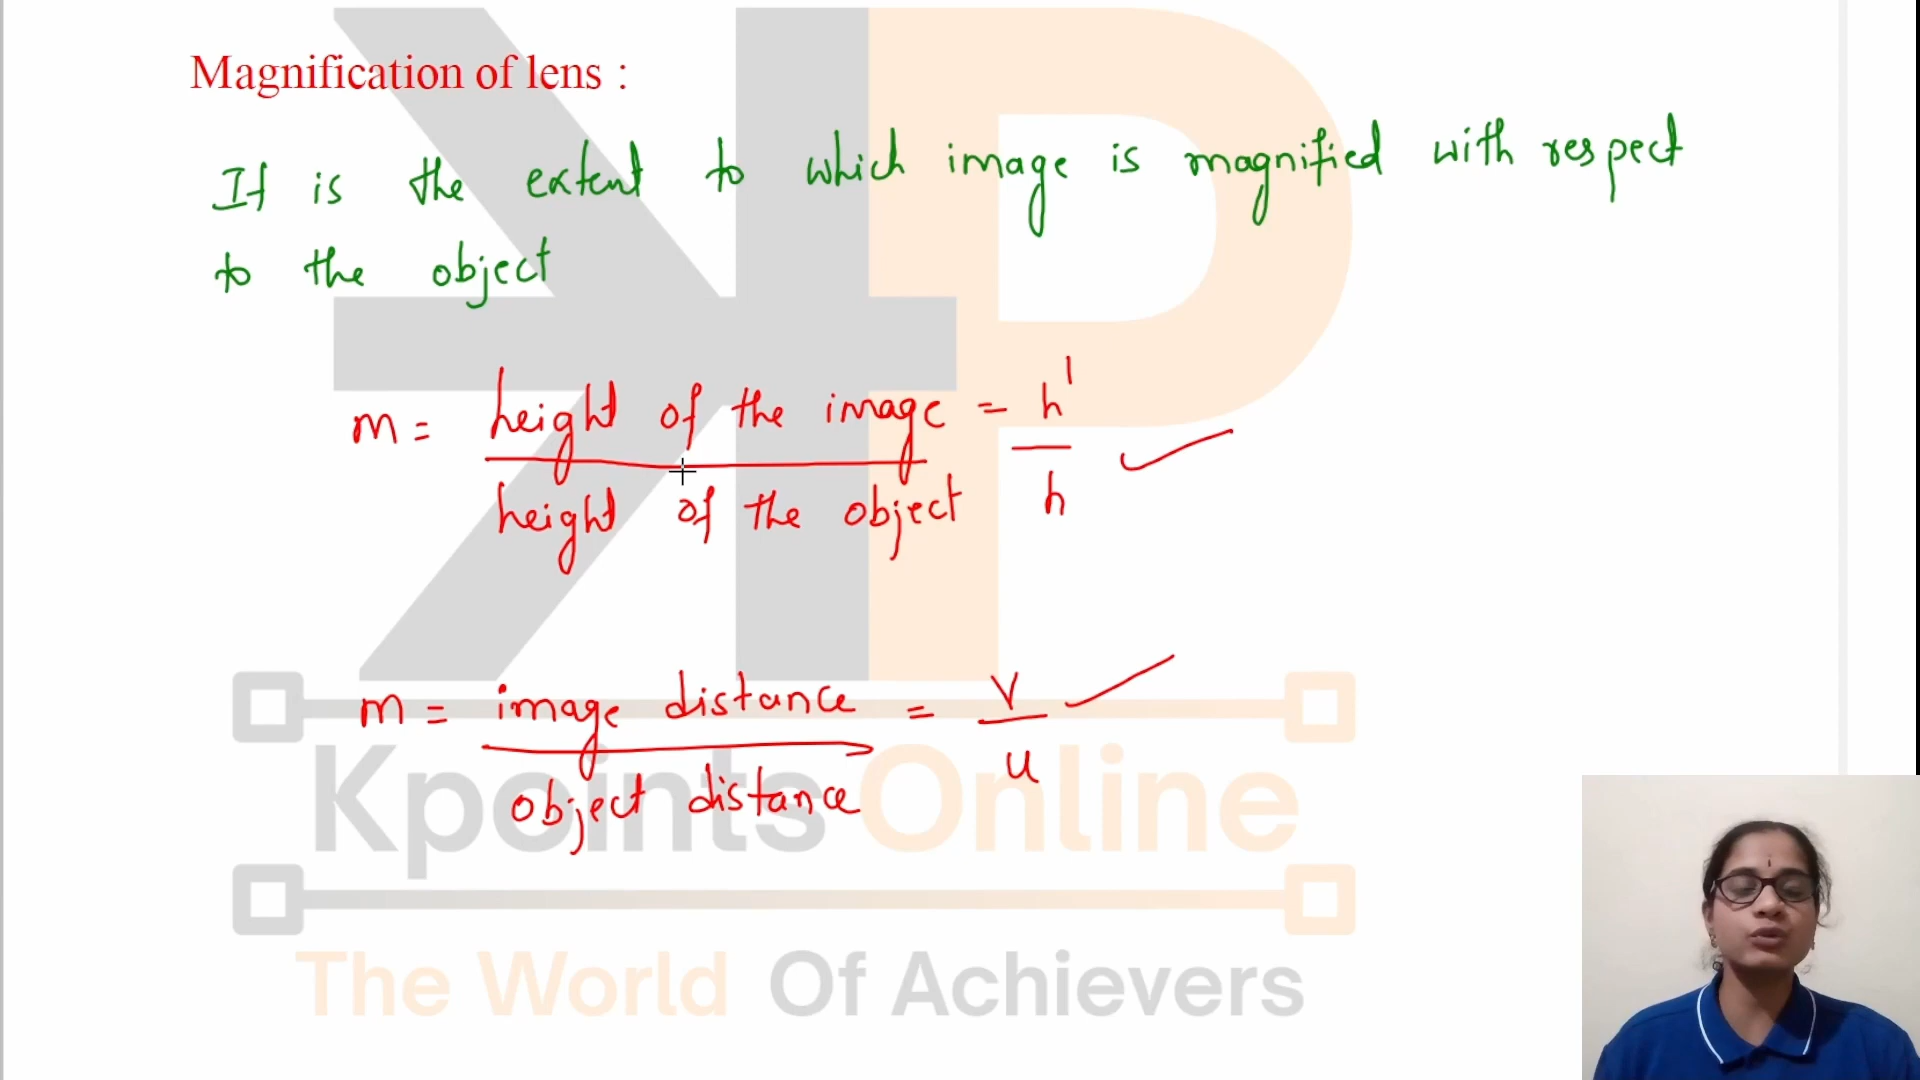 Magnification of lens :
It is the extent to which image is magnified with respect
to the object
m = height of the image = h'
height of the object h
m = image distance = v
object distance u
Kpoints Online
The World Of Achievers